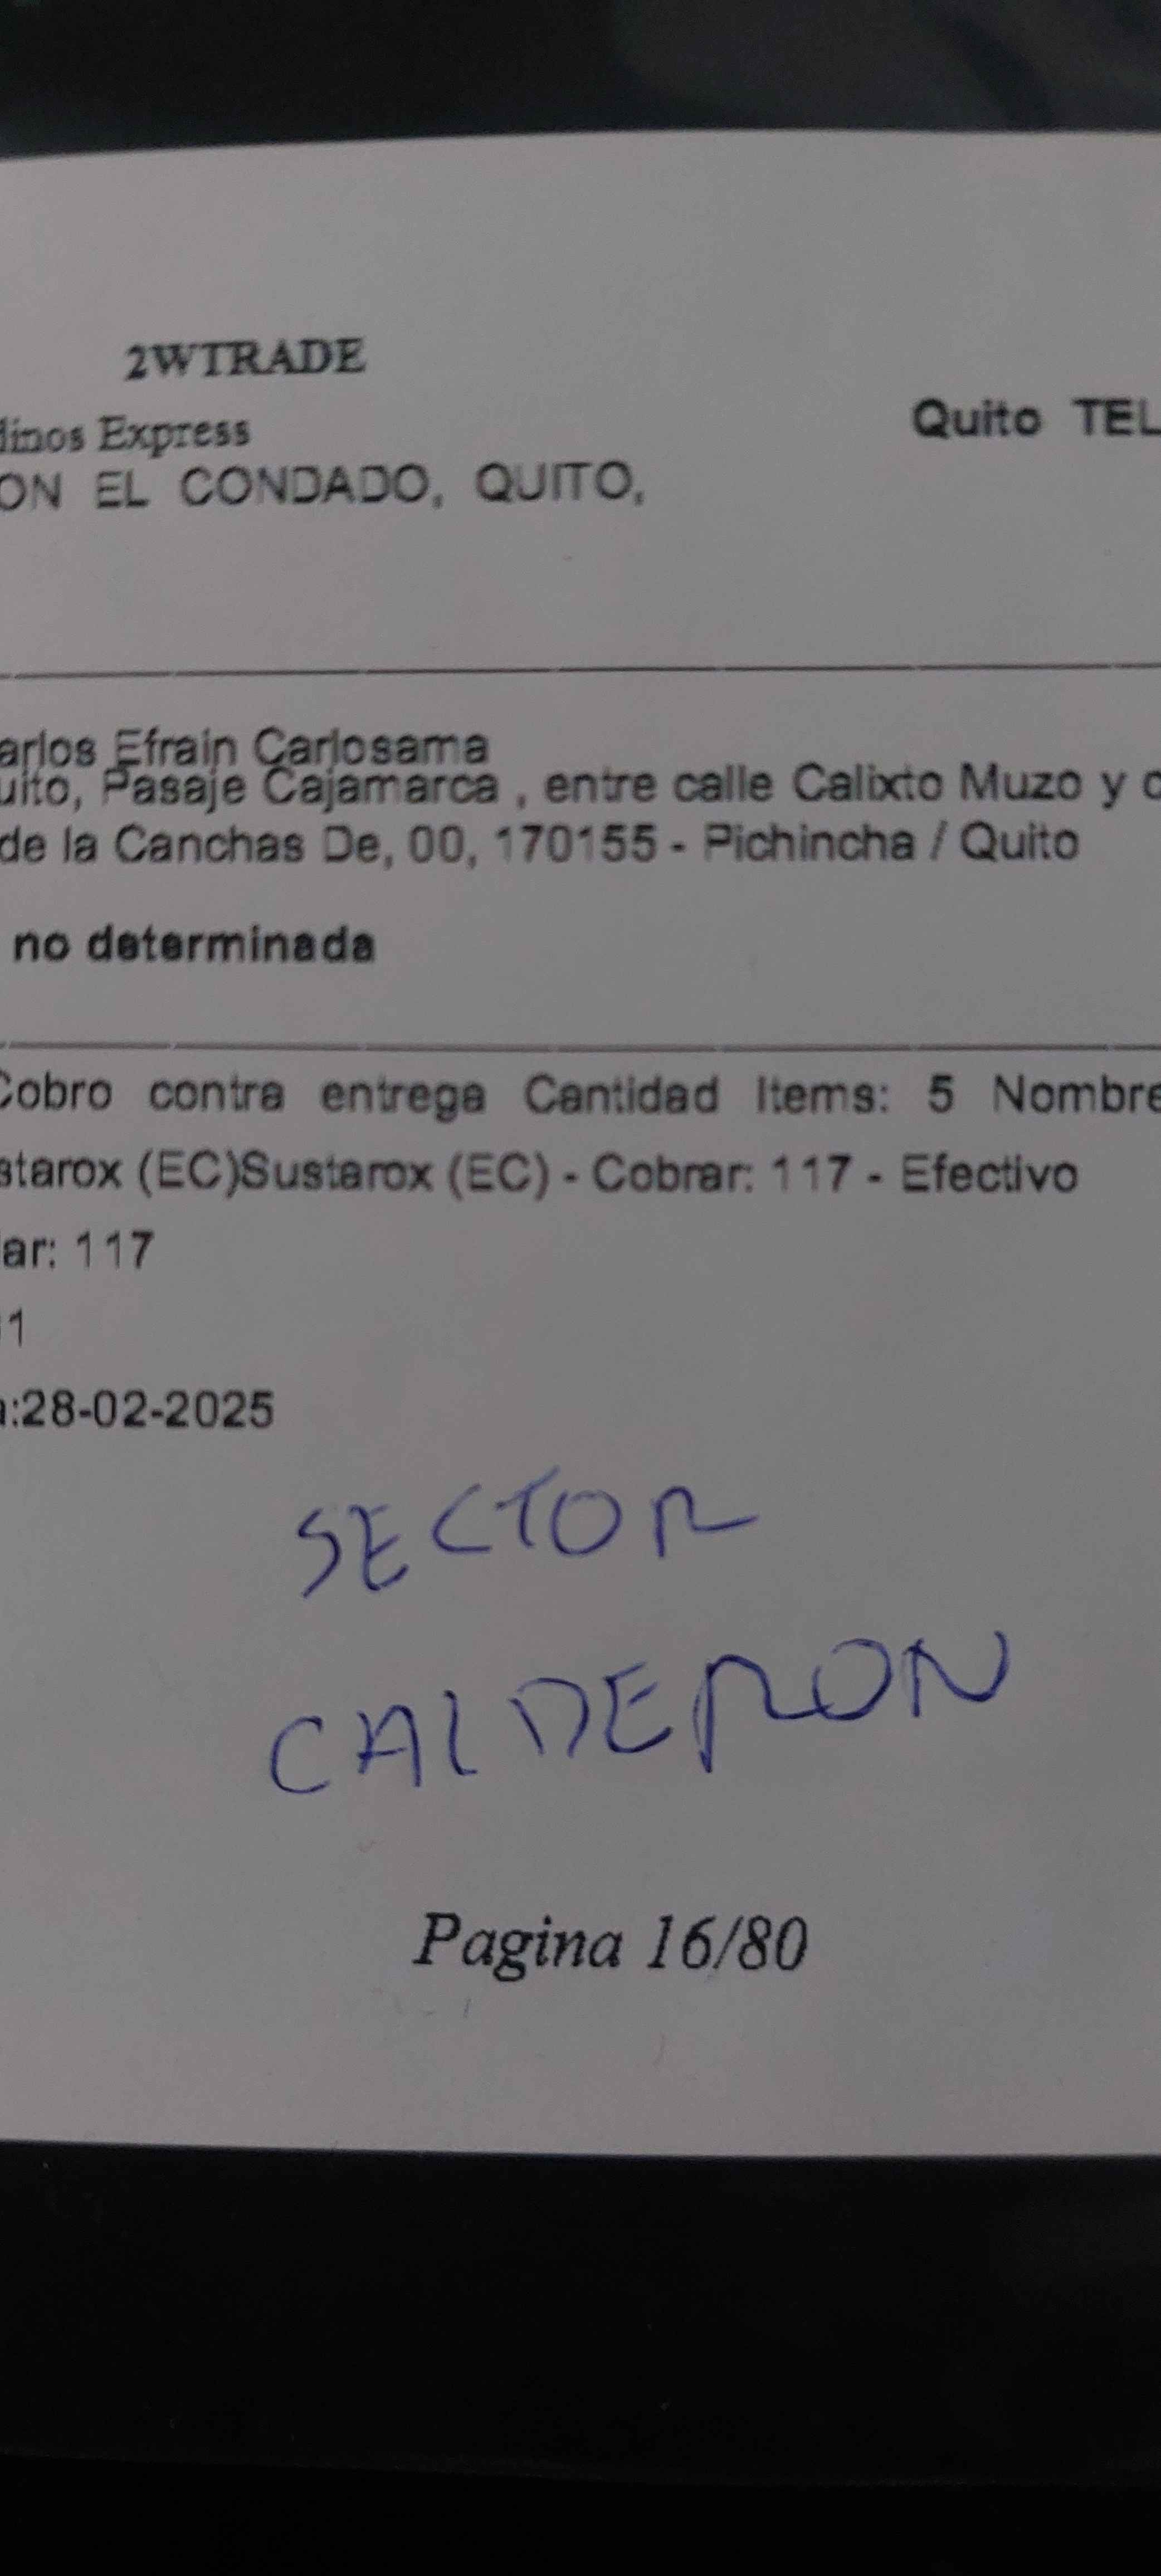 2WTRADE
dinos Express
Quito TEL
ON EL CONDADO, QUITO,
arlos Efrain Carlosama
uito, Pasaje Cajamarca , entre calle Calixto Muzo y c
de la Canchas De, 00, 170155 - Pichincha / Quito
no determinada
Cobro contra entrega Cantidad Items: 5 Nombre
starox (EC)Sustarox (EC) - Cobrar: 117 - Efectivo
ar: 117
1
a:28-02-2025
SECTOR
CALDERON
Pagina 16/80